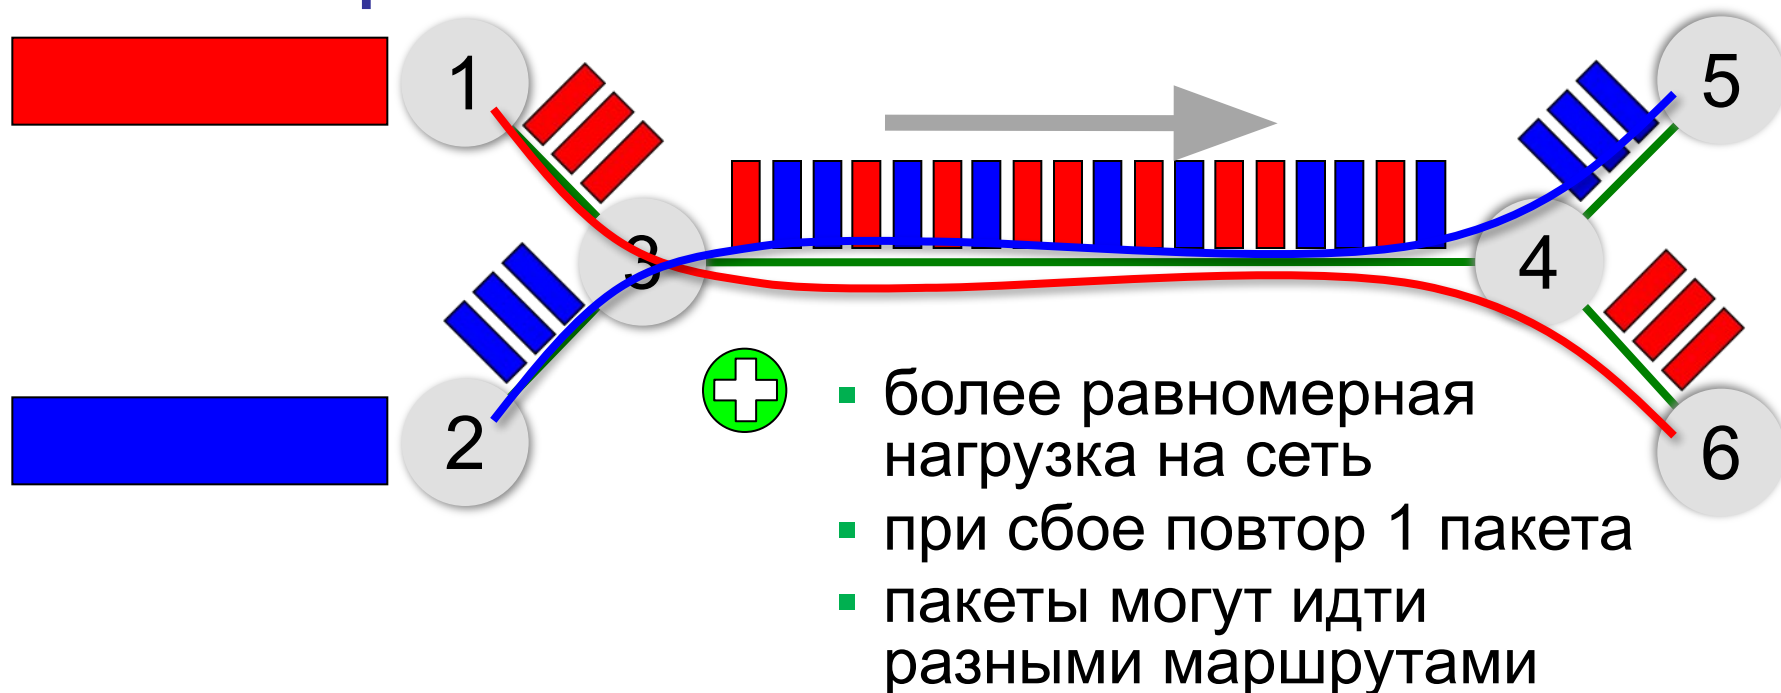 1
5
3
4
2
6
более равномерная
нагрузка на сеть
при сбое повтор 1 пакета
пакеты могут идти
разными маршрутами